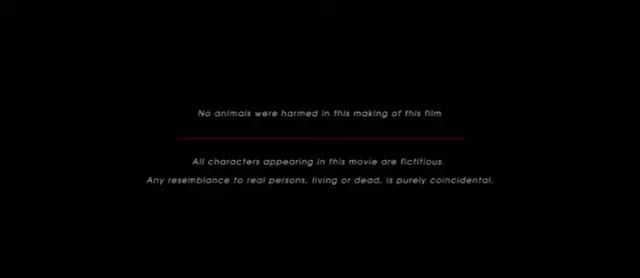 No animals were harmed in this making of this film
All characters appearing in this movie are fictitious.
Any resemblance to real persons, living or dead, is purely coincidental.